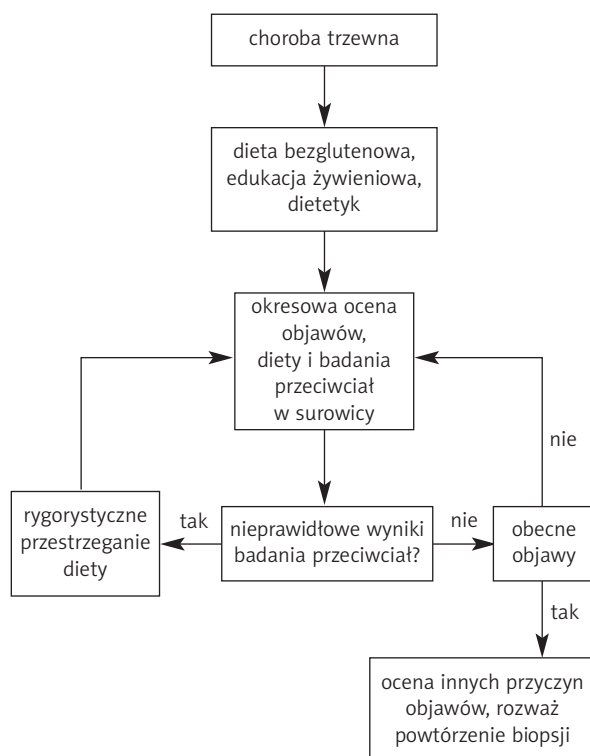 choroba trzewna
dieta bezglutenowa,
edukacja żywieniowa,
dietetyk
okresowa ocena
objawów,
diety i badania
przeciwciał
w surowicy
nie
rygorystyczne
przestrzeganie
diety
tak
nieprawidłowe wyniki
badania przeciwciał?
nie
obecne
objawy
tak
ocena innych przyczyn
objawów, rozważ
powtórzenie biopsji